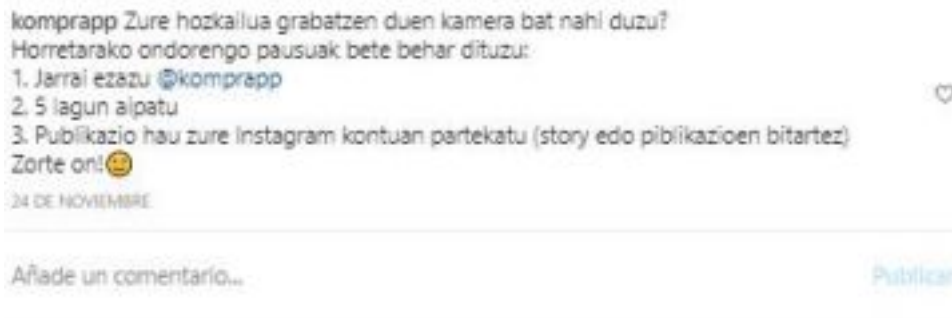 komprapp Zure hozkailua grabatzen duen kamera bat nahi duzu?
Horretarako ondorengo pausuak bete behar dituzu:
1. Jarrai ezazu @komprapp
2. 5 lagun aipatu
3. Publikazio hau zure Instagram kontuan partekatu (story edo piblikazioen bitartez)
Zorte on!😐
24 DE NOVIEMBRE
Añade un comentario...
Publicar